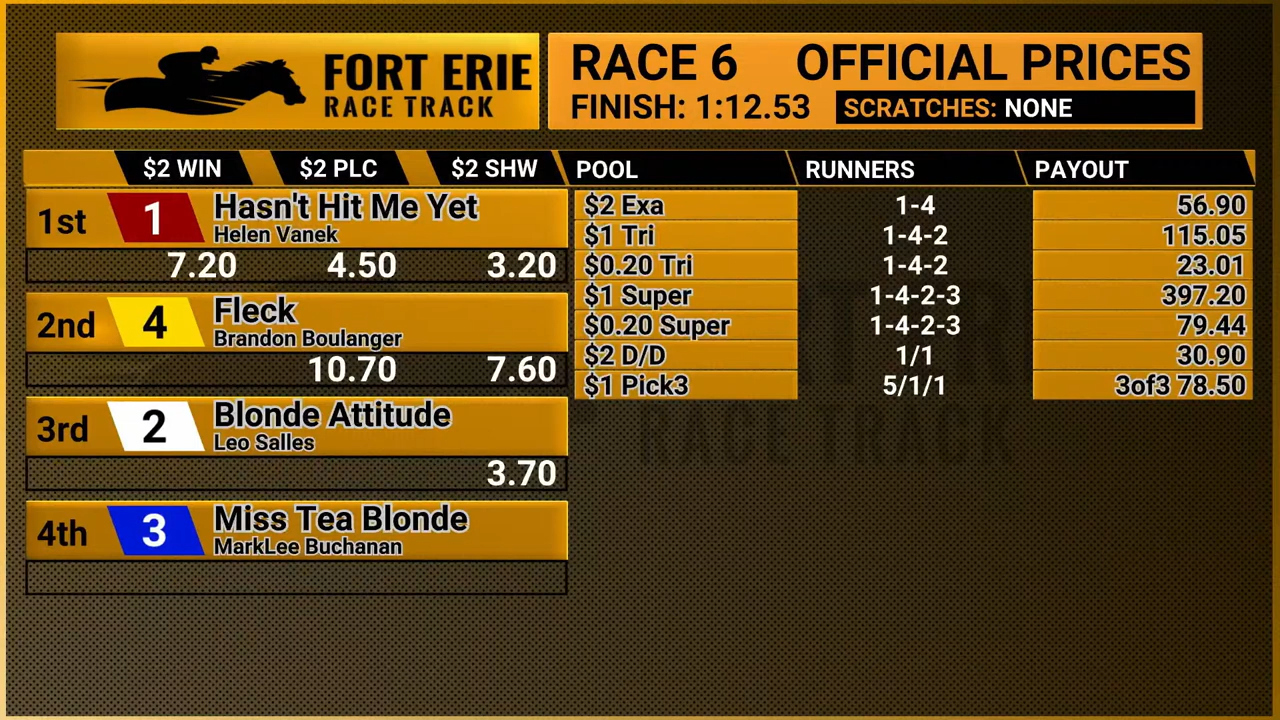 FORT ERIE
RACE TRACK
RACE 6 OFFICIAL PRICES
FINISH: 1:12.53 SCRATCHES: NONE
$2 WIN $2 PLC $2 SHW
1st 1 Hasn't Hit Me Yet
Helen Vanek
7.20 4.50 3.20
2nd 4 Fleck
Brandon Boulanger
10.70 7.60
3rd 2 Blonde Attitude
Leo Salles
3.70
4th 3 Miss Tea Blonde
MarkLee Buchanan
POOL RUNNERS PAYOUT
$2 Exa 1-4 56.90
$1 Tri 1-4-2 115.05
$0.20 Tri 1-4-2 23.01
$1 Super 1-4-2-3 397.20
$0.20 Super 1-4-2-3 79.44
$2 D/D 1/1 30.90
$1 Pick3 5/1/1 3of3 78.50
RACE TRACK